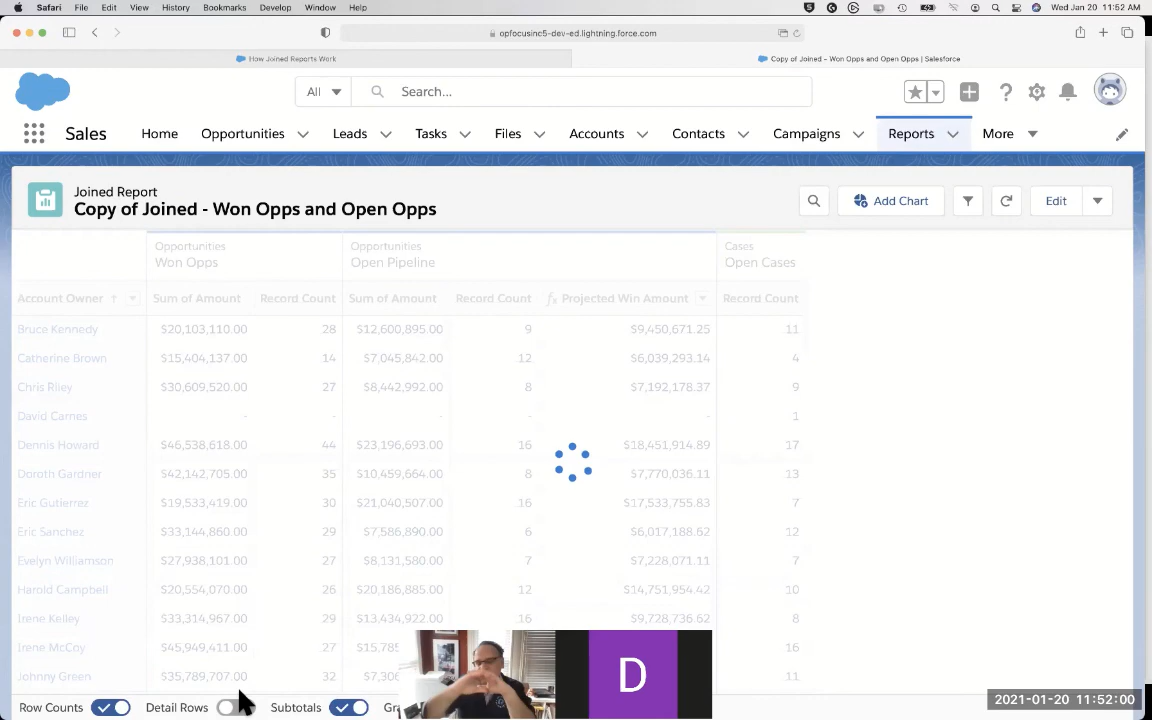 Safari File Edit View History Bookmarks Develop Window Help Wed Jan 20 11:52 AM
opfocusinc5-dev-ed.lightning.force.com
How Joined Reports Work Copy of Joined - Won Opps and Open Opps | Salesforce
All Search...
Sales Home Opportunities Leads Tasks Files Accounts Contacts Campaigns Reports More
Joined Report
Copy of Joined - Won Opps and Open Opps
Add Chart Edit
Opportunities Opportunities Cases
Won Opps Open Pipeline Open Cases
Account Owner ↑ Sum of Amount Record Count Sum of Amount Record Count fx Projected Win Amount Record Count
Bruce Kennedy $20,103,110.00 28 $12,600,895.00 9 $9,450,671.25 11
Catherine Brown $15,404,137.00 14 $7,045,842.00 12 $6,039,293.14 4
Chris Riley $30,609,520.00 27 $8,442,992.00 8 $7,192,178.37 9
David Carnes - - - - - 1
Dennis Howard $46,538,618.00 44 $23,196,693.00 16 $18,451,914.89 17
Doroth Gardner $42,142,705.00 35 $10,459,664.00 8 $7,770,036.11 13
Eric Gutierrez $19,533,419.00 30 $21,040,507.00 16 $17,533,755.83 7
Eric Sanchez $33,144,860.00 29 $7,586,890.00 6 $6,017,188.62 12
Evelyn Williamson $27,938,101.00 27 $8,131,580.00 7 $7,228,071.11 7
Harold Campbell $20,554,070.00 26 $20,186,885.00 12 $14,751,954.42 10
Irene Kelley $33,314,967.00 29 $13,434,922.00 16 $9,728,736.62 8
Irene McCoy $45,949,411.00 27 $15,785 16
Johnny Green $35,789,707.00 32 $7,306 11
D
Row Counts Detail Rows Subtotals Gr
2021-01-20 11:52:00